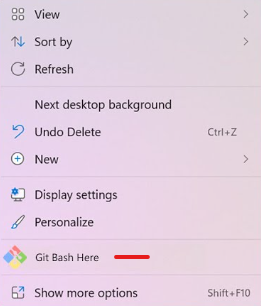 View
Sort by
Refresh
Next desktop background
Undo Delete Ctrl+Z
New
Display settings
Personalize
Git Bash Here
Show more options Shift+F10